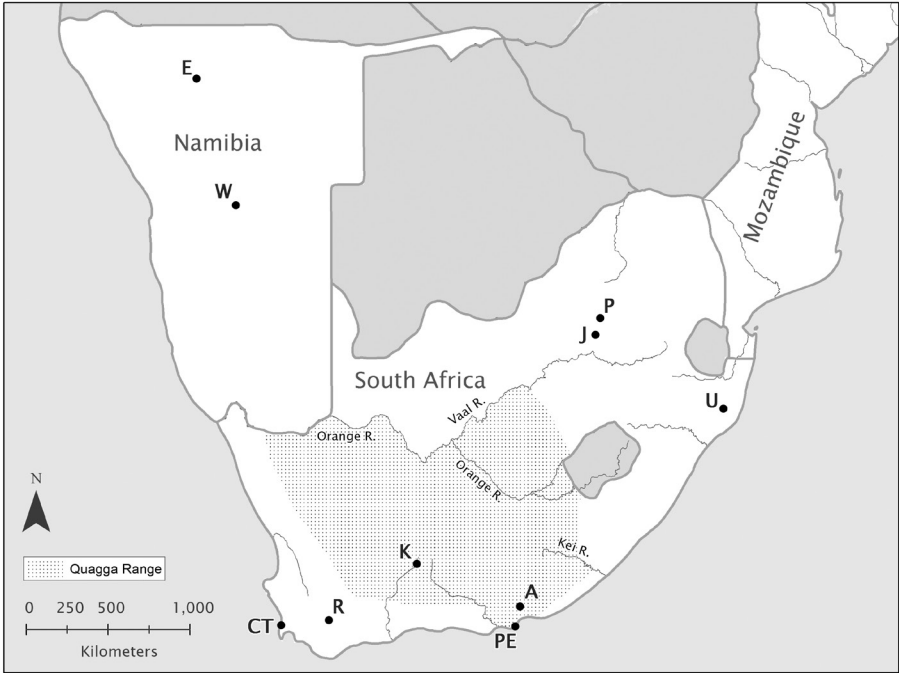 E
Namibia
W
Mozambique
P
J
South Africa
U
Vaal R.
Orange R.
Orange R.
N
Kei R.
K
Quagga Range
A
R
CT
PE
0 250 500 1,000
Kilometers